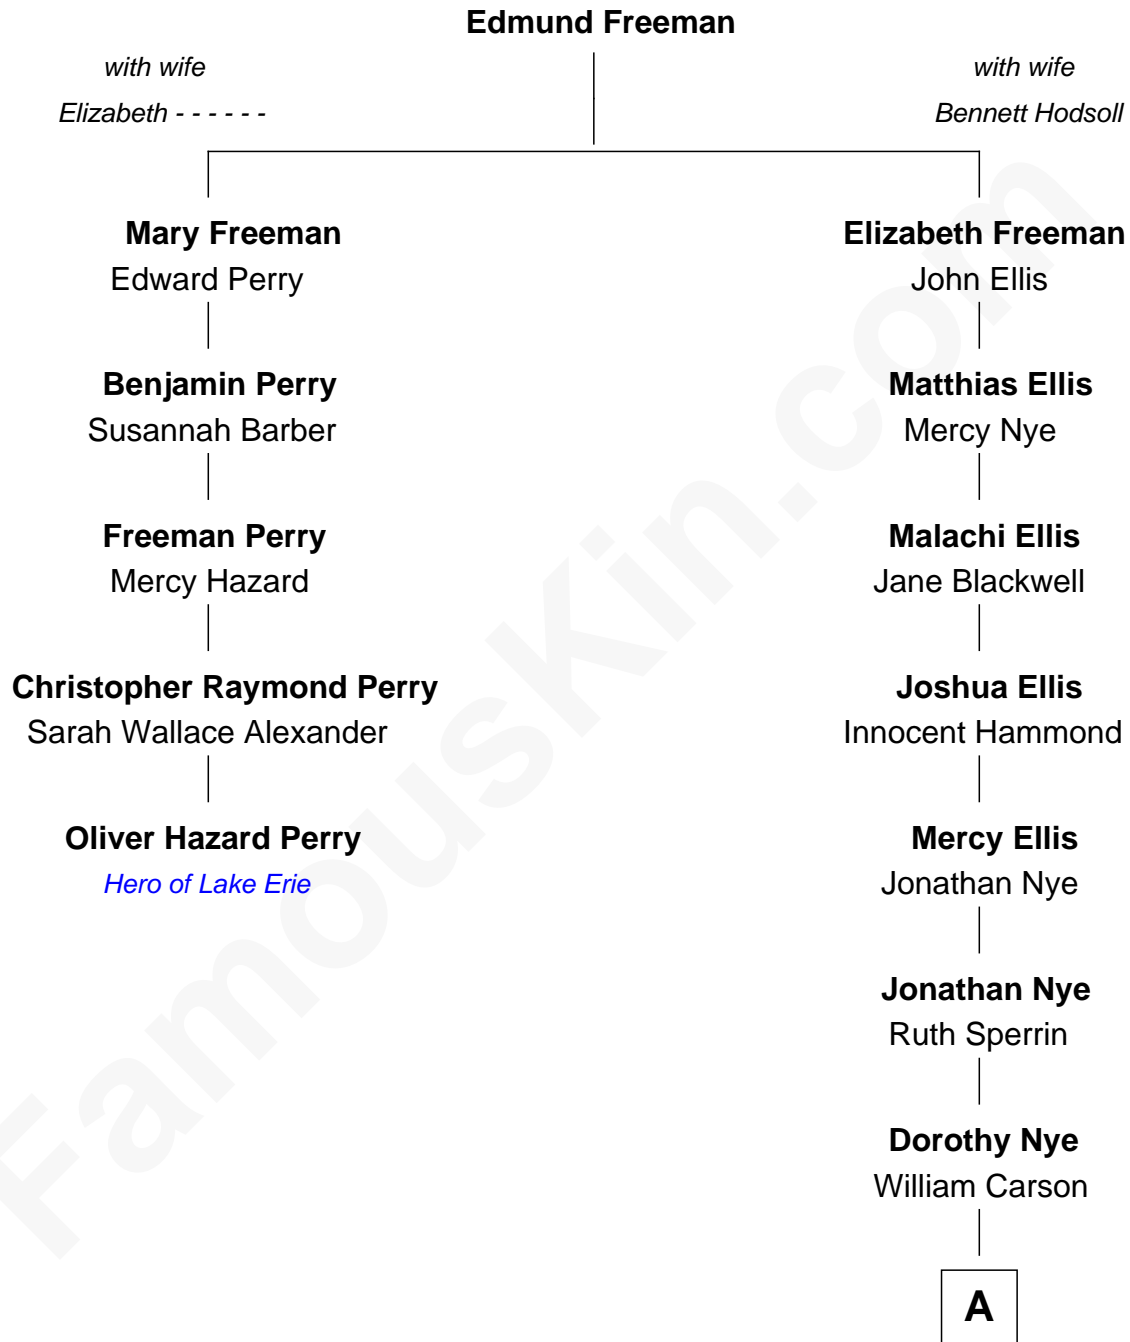 Edmund Freeman
with wife
Elizabeth - - - - - -
with wife
Bennett Hodsoll
Mary Freeman
Edward Perry
Elizabeth Freeman
John Ellis
Benjamin Perry
Susannah Barber
Matthias Ellis
Mercy Nye
Freeman Perry
Mercy Hazard
Malachi Ellis
Jane Blackwell
Christopher Raymond Perry
Sarah Wallace Alexander
Joshua Ellis
Innocent Hammond
Oliver Hazard Perry
Hero of Lake Erie
Mercy Ellis
Jonathan Nye
Jonathan Nye
Ruth Sperrin
Dorothy Nye
William Carson
A
FamousKin.com